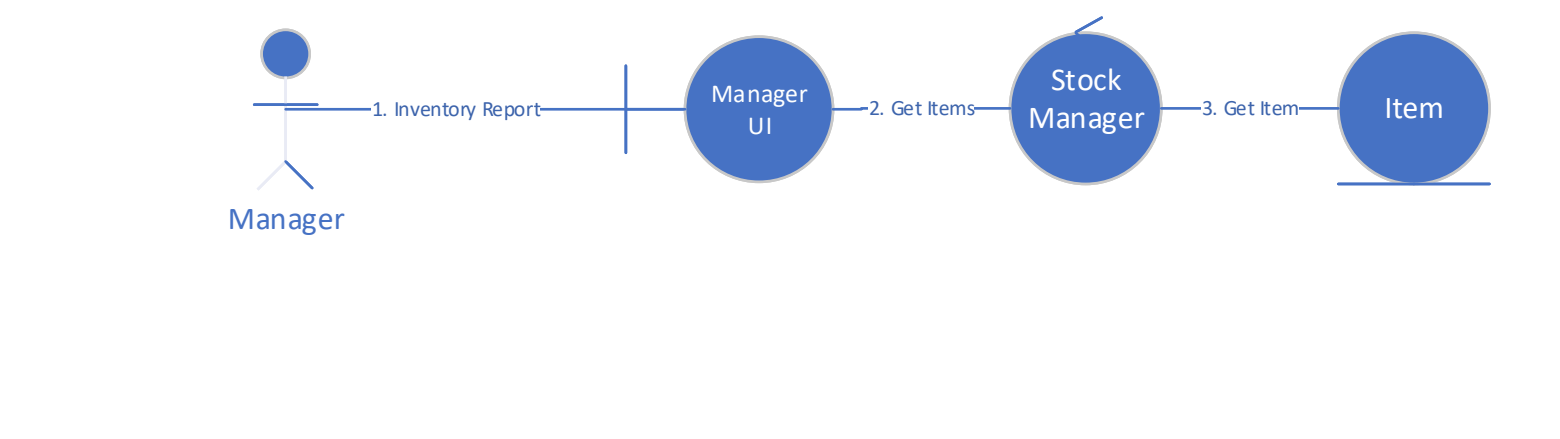 1. Inventory Report
Manager
UI
2. Get Items
Stock
Manager
3. Get Item
Item
Manager